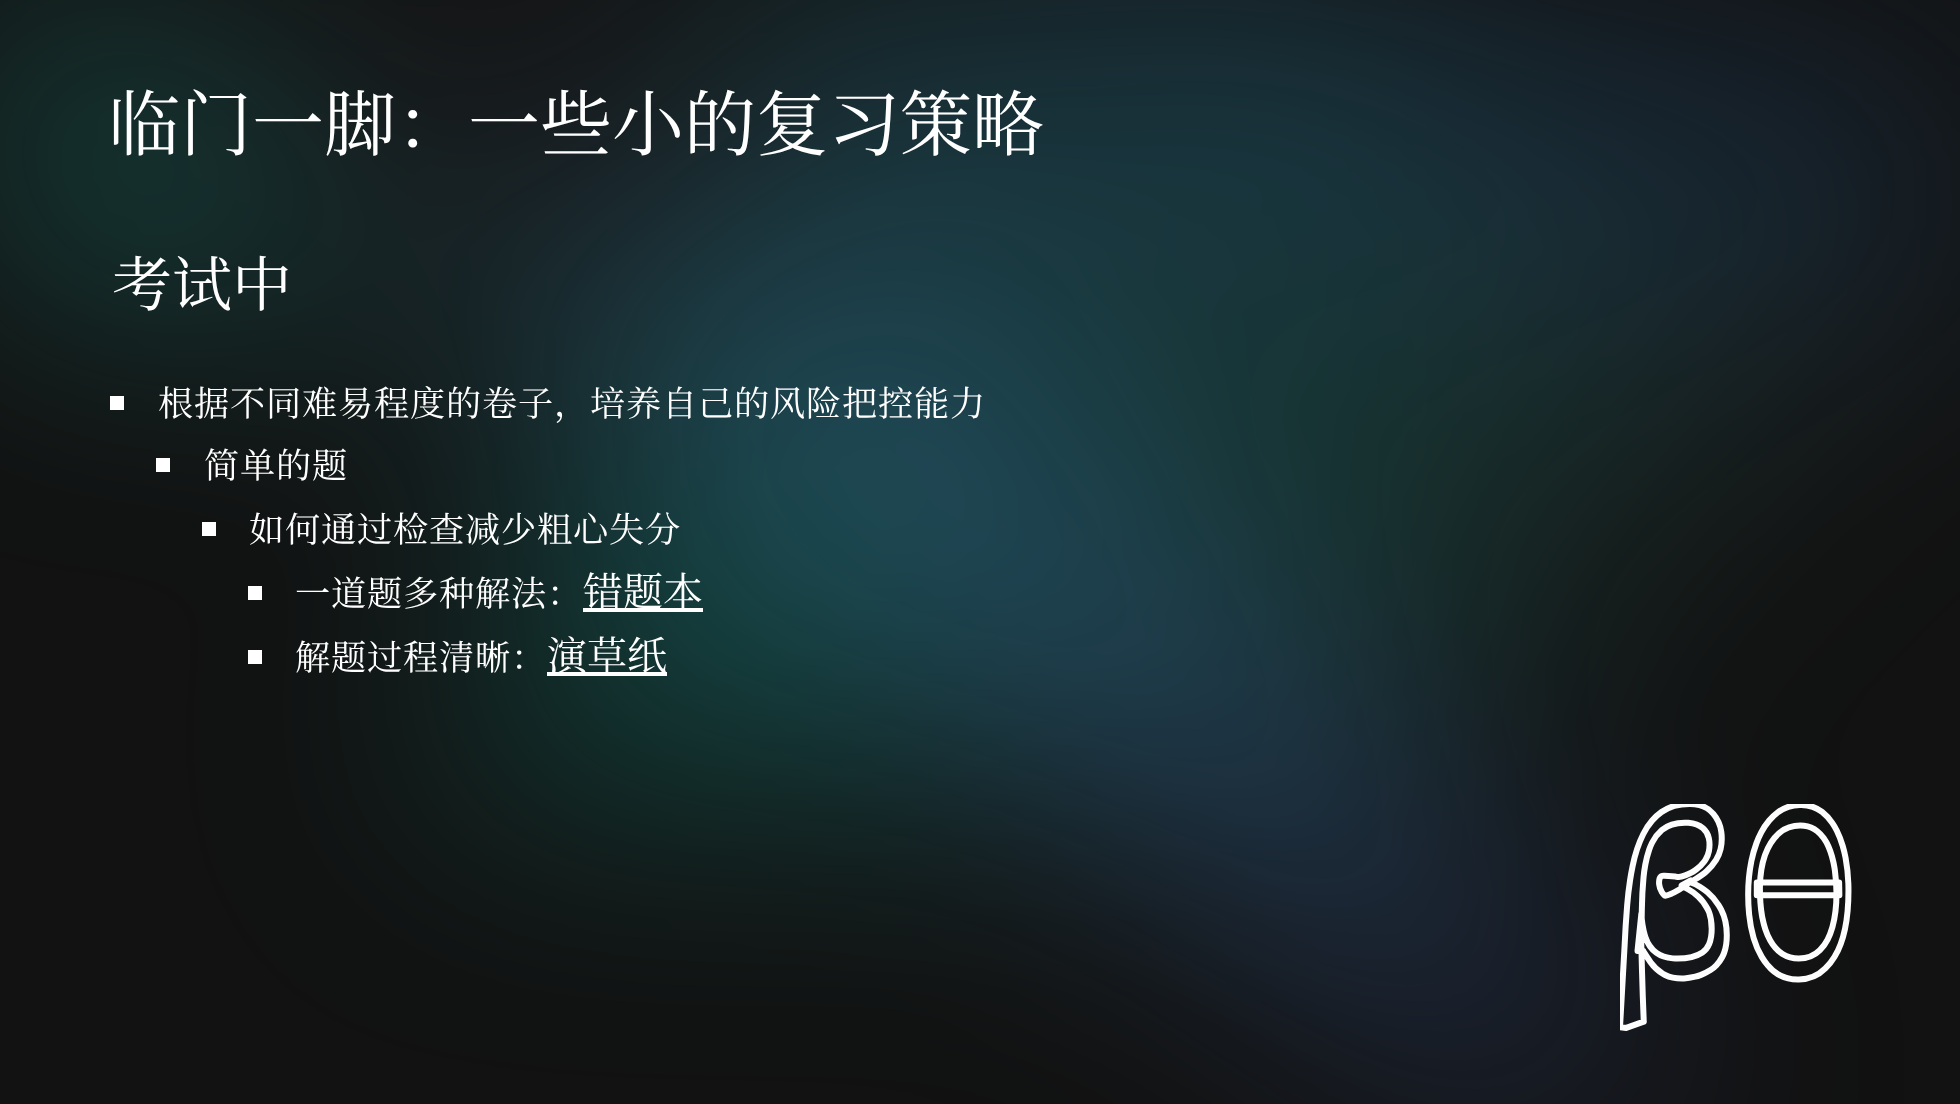 临门一脚：一些小的复习策略
考试中
根据不同难易程度的卷子，培养自己的风险把控能力
简单的题
如何通过检查减少粗心失分
一道题多种解法：错题本
解题过程清晰：演草纸
βθ